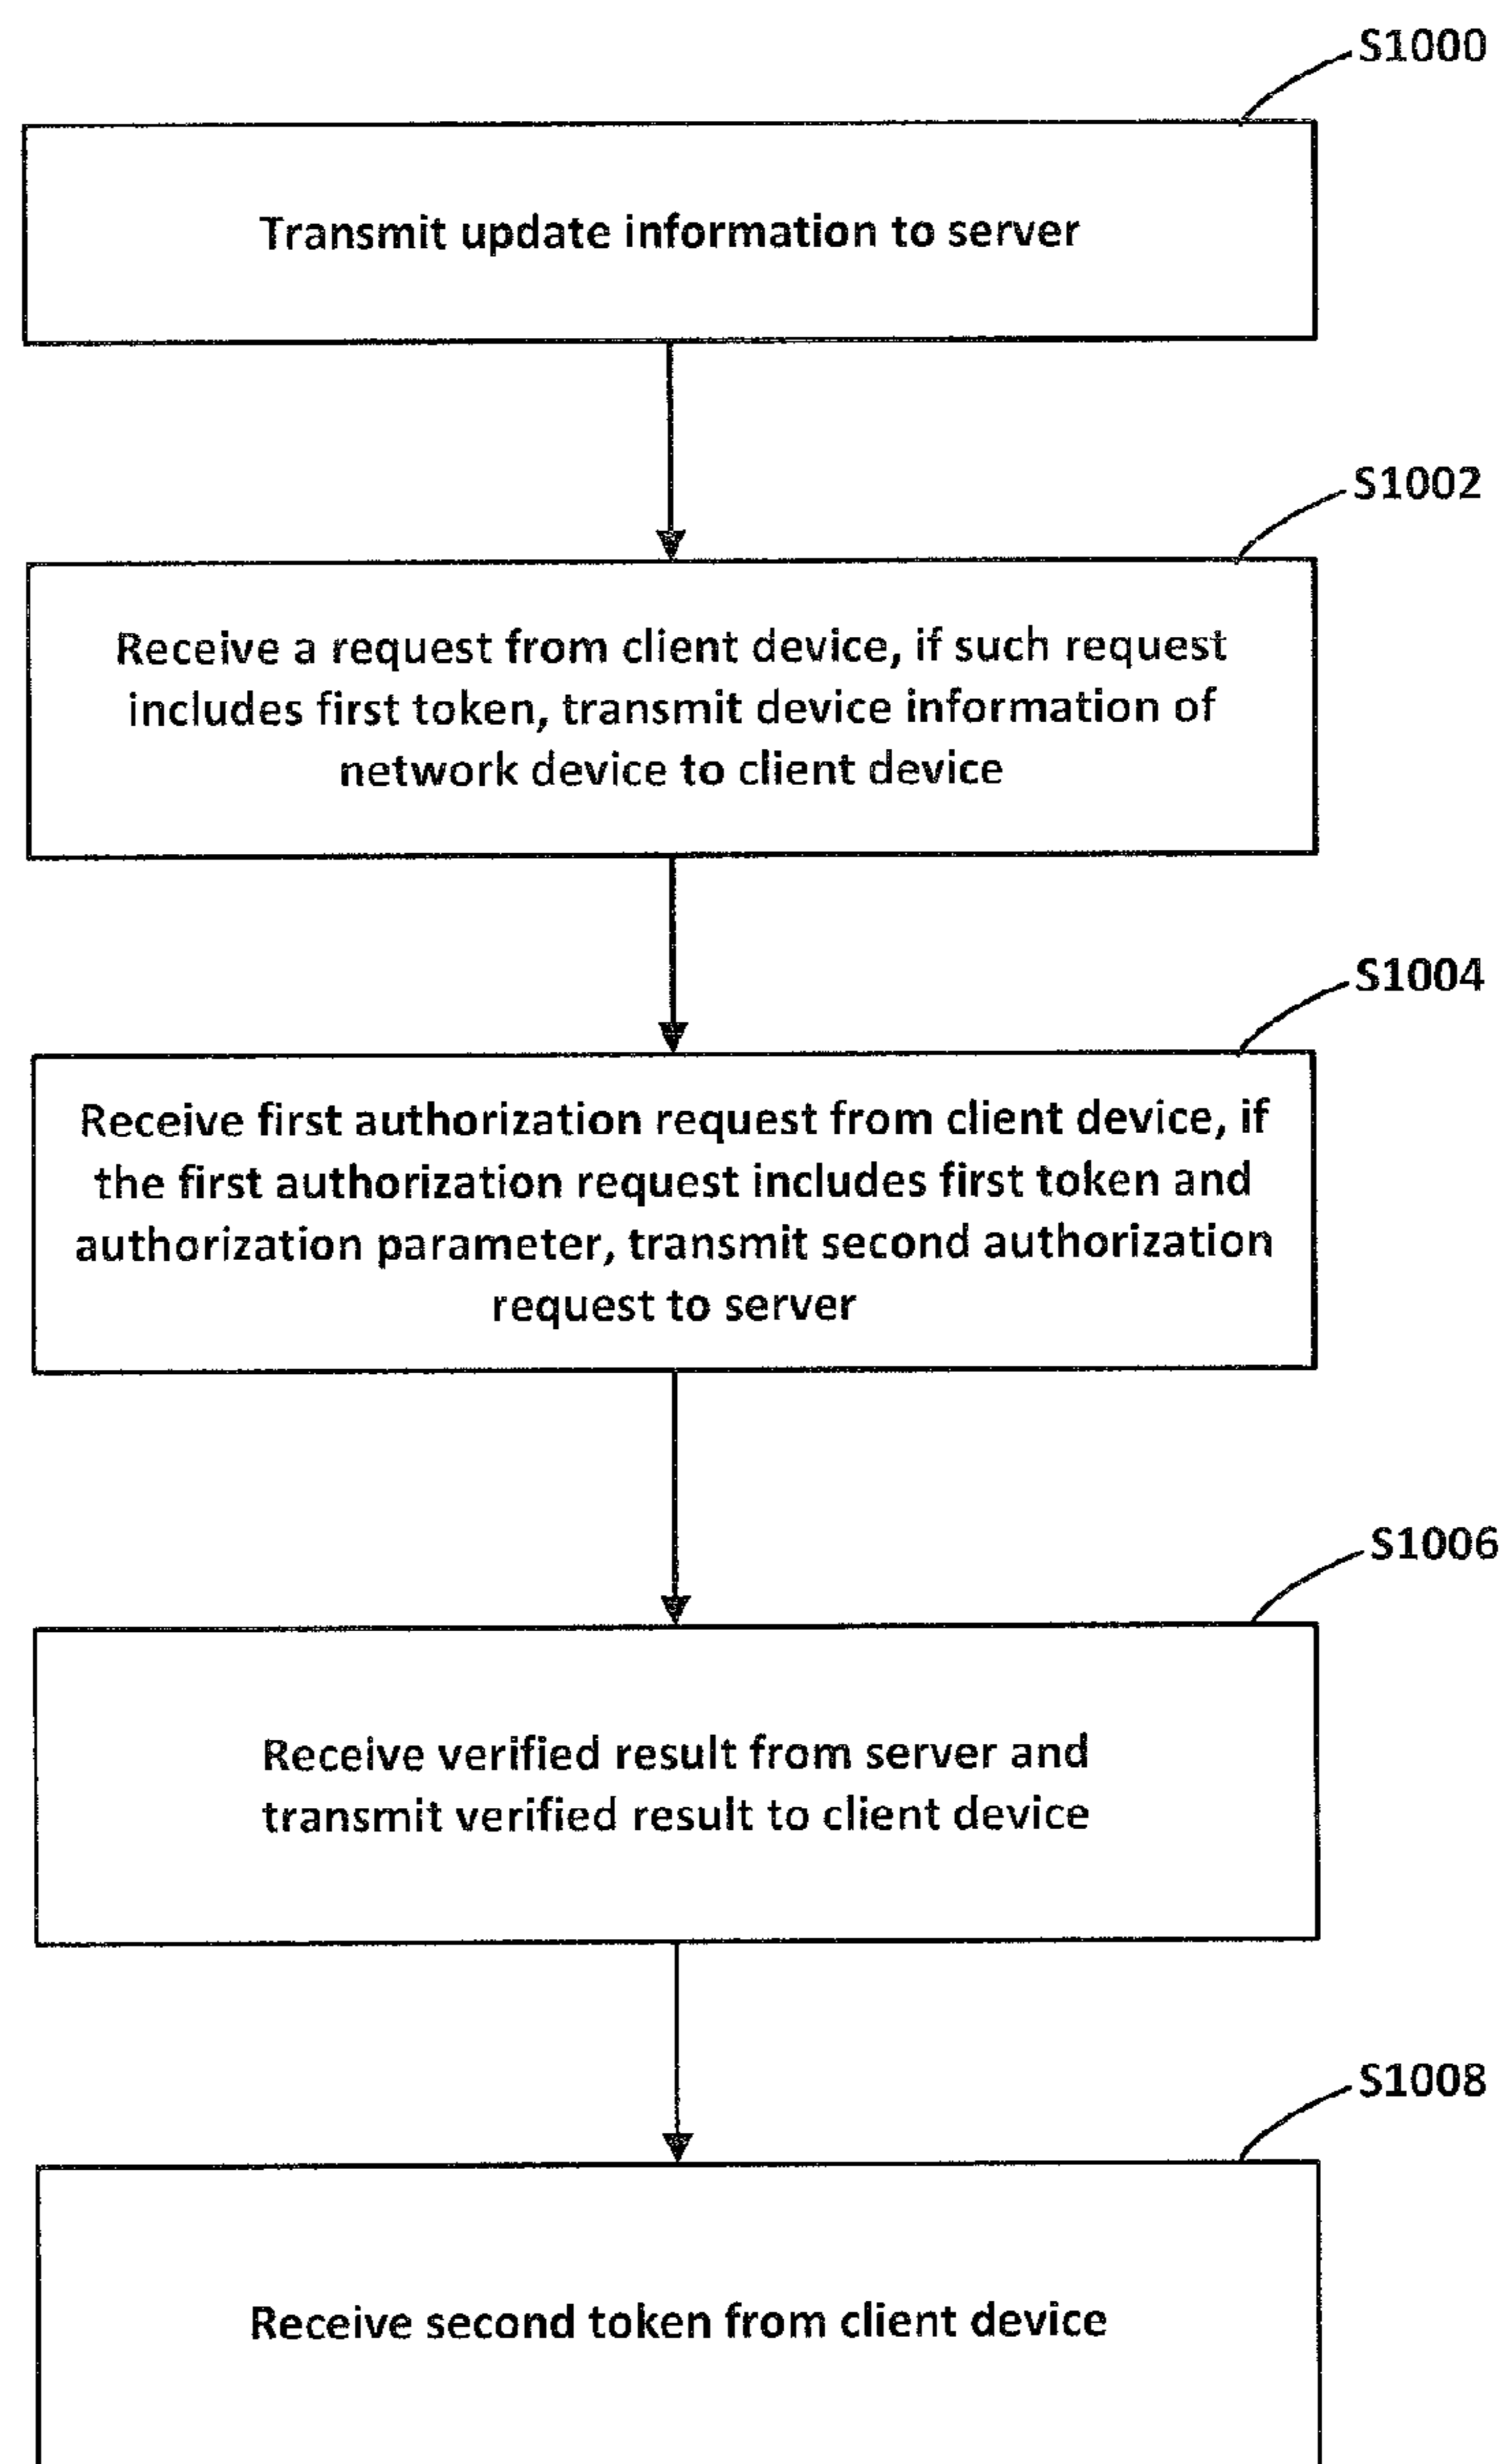 S1000
Transmit update information to server
S1002
Receive a request from client device, if such request
includes first token, transmit device information of
network device to client device
S1004
Receive first authorization request from client device, if
the first authorization request includes first token and
authorization parameter, transmit second authorization
request to server
S1006
Receive verified result from server and
transmit verified result to client device
S1008
Receive second token from client device